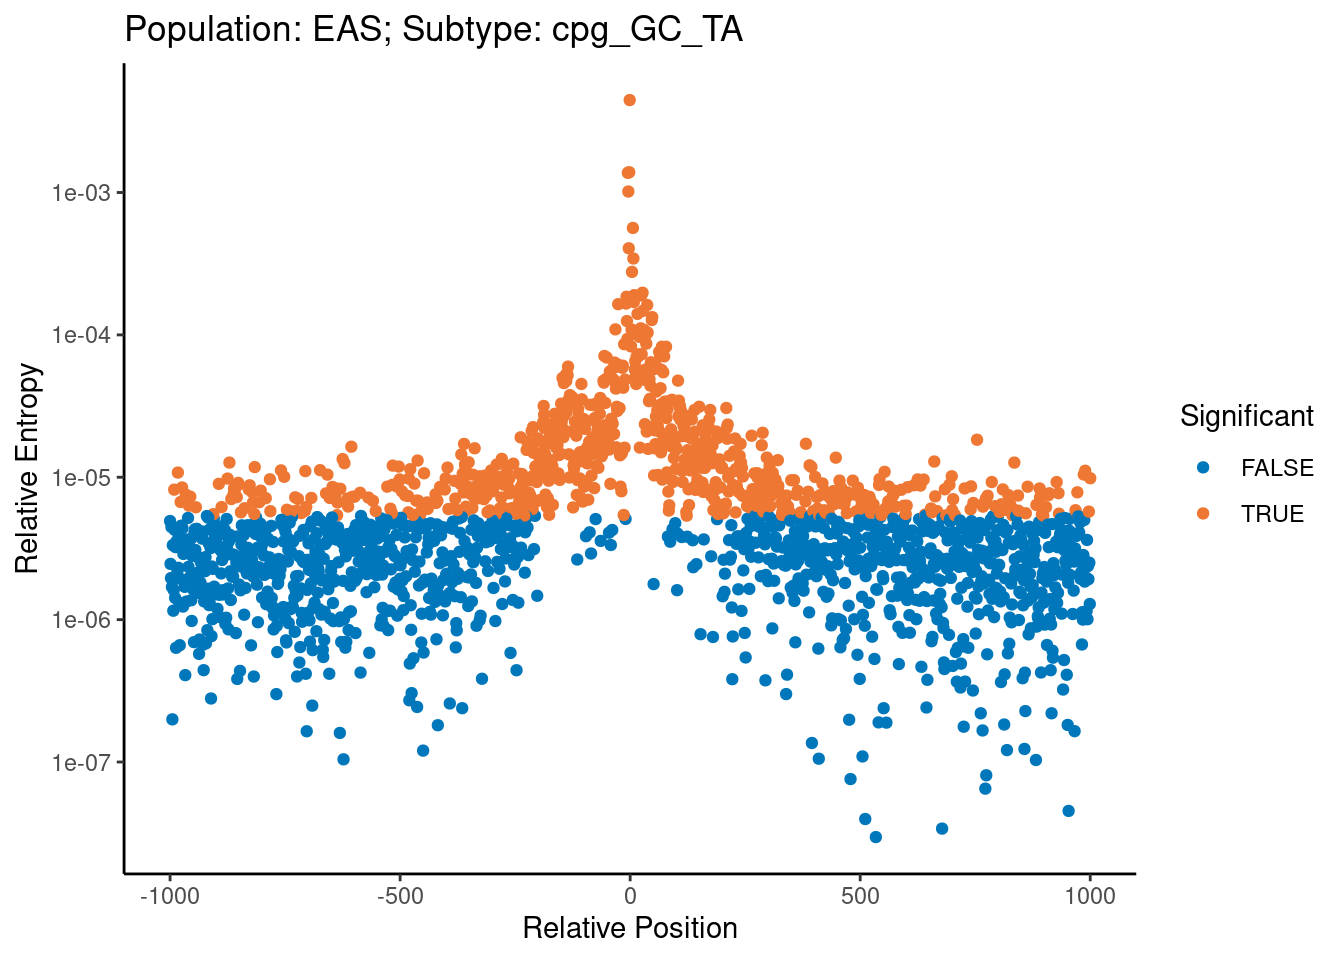 Population: EAS; Subtype: cpg_GC_TA
Relative Entropy
1e-03
1e-04
1e-05
1e-06
1e-07
-1000
-500
0
500
1000
Relative Position
Significant
FALSE
TRUE